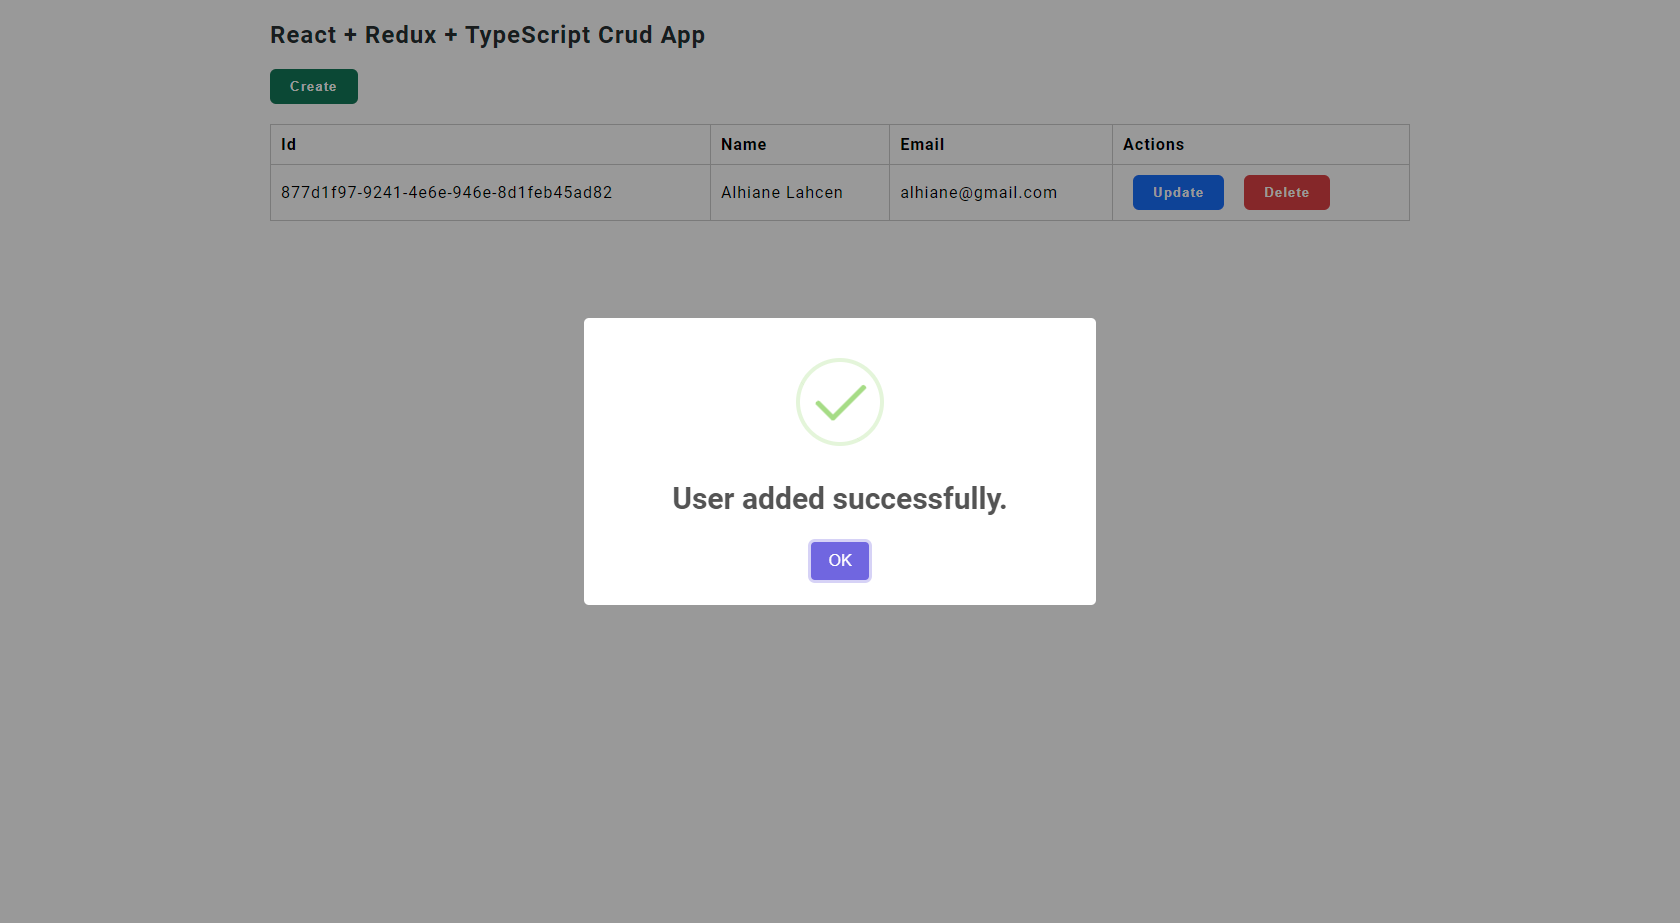 React + Redux + TypeScript Crud App
Create
Id Name Email Actions
877d1f97-9241-4e6e-946e-8d1feb45ad82 Alhiane Lahcen alhiane@gmail.com Update Delete
User added successfully.
OK